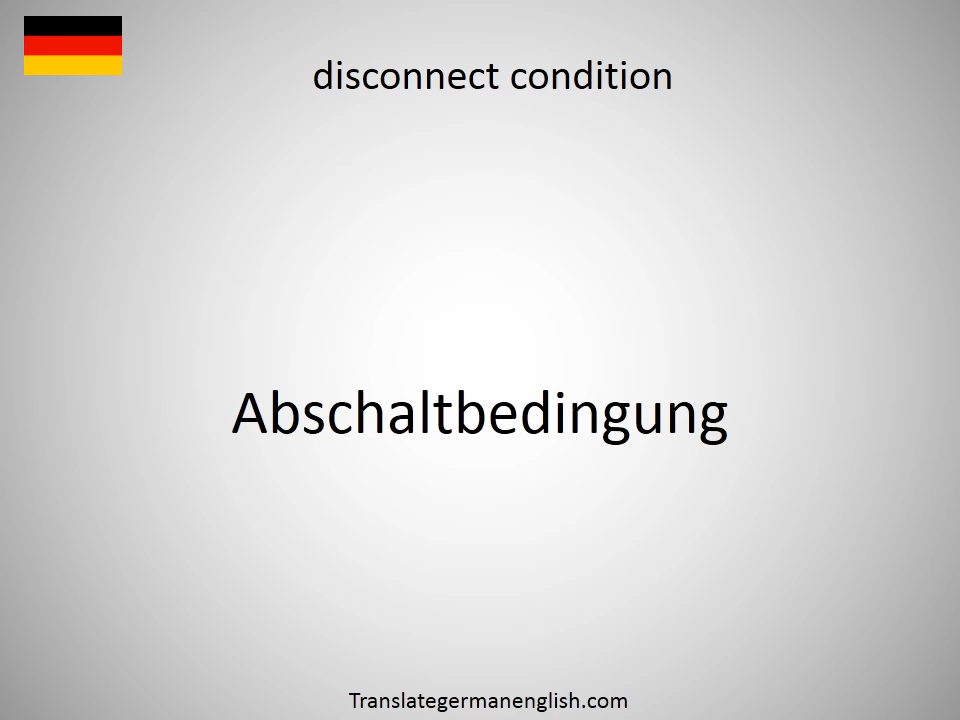 disconnect condition
Abschaltbedingung
Translategermanenglish.com